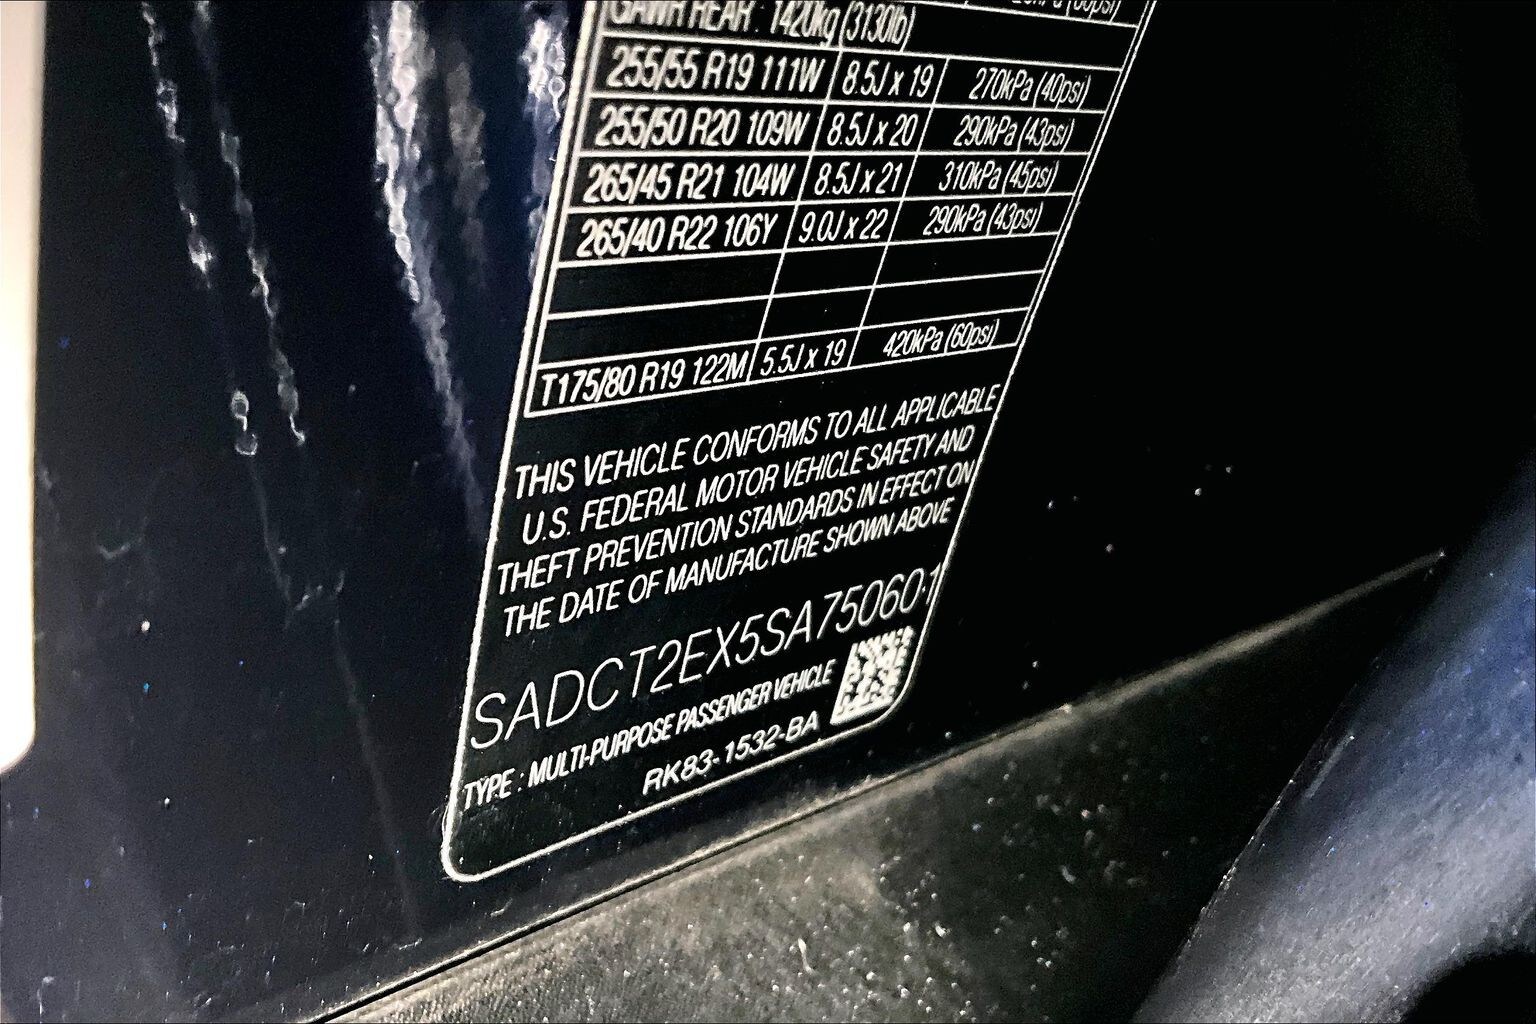 GAWR REAR : 1420kg (3130lb)
255/55 R19 111W 8.5J x 19 270kPa (40psi)
255/50 R20 109W 8.5J x 20 290kPa (43psi)
265/45 R21 104W 8.5J x 21 310kPa (45psi)
265/40 R22 106Y 9.0J x 22 290kPa (43psi)
T175/80 R19 122M 5.5J x 19 420kPa (60psi)
THIS VEHICLE CONFORMS TO ALL APPLICABLE
U.S. FEDERAL MOTOR VEHICLE SAFETY AND
THEFT PREVENTION STANDARDS IN EFFECT ON
THE DATE OF MANUFACTURE SHOWN ABOVE
SADCT2EX5SA750601
TYPE : MULTI-PURPOSE PASSENGER VEHICLE
RK83-1532-BA